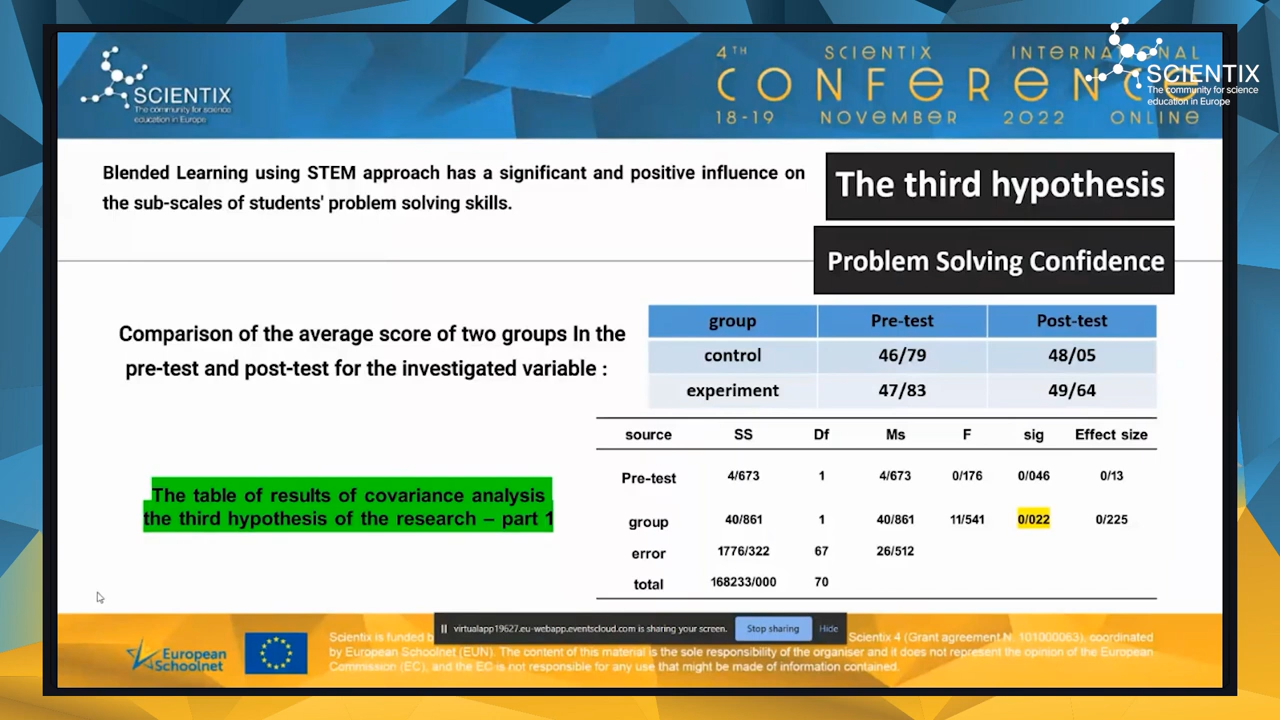 SCIENTIX
The community for science
education in Europe
4TH SCIENTIX INTERNATIONAL
CONFERENCE
18-19 NOVEMBER 2022 ONLINE
SCIENTIX
The community for science
education in Europe
Blended Learning using STEM approach has a significant and positive influence on
the sub-scales of students' problem solving skills.
The third hypothesis
Problem Solving Confidence
Comparison of the average score of two groups In the
pre-test and post-test for the investigated variable :
group Pre-test Post-test
control 46/79 48/05
experiment 47/83 49/64
The table of results of covariance analysis
the third hypothesis of the research – part 1
source SS Df Ms F sig Effect size
Pre-test 4/673 1 4/673 0/176 0/046 0/13
group 40/861 1 40/861 11/541 0/022 0/225
error 1776/322 67 26/512
total 168233/000 70
virtualapp19627.eu-webapp.eventscloud.com is sharing your screen. Stop sharing Hide
European
Schoolnet
Scientix is funded b Scientix 4 (Grant agreement N. 101000063), coordinated
by European Schoolnet (EUN). The content of this material is the sole responsibility of the organiser and it does not represent the opinion of the European
Commission (EC), and the EC is not responsible for any use that might be made of information contained.